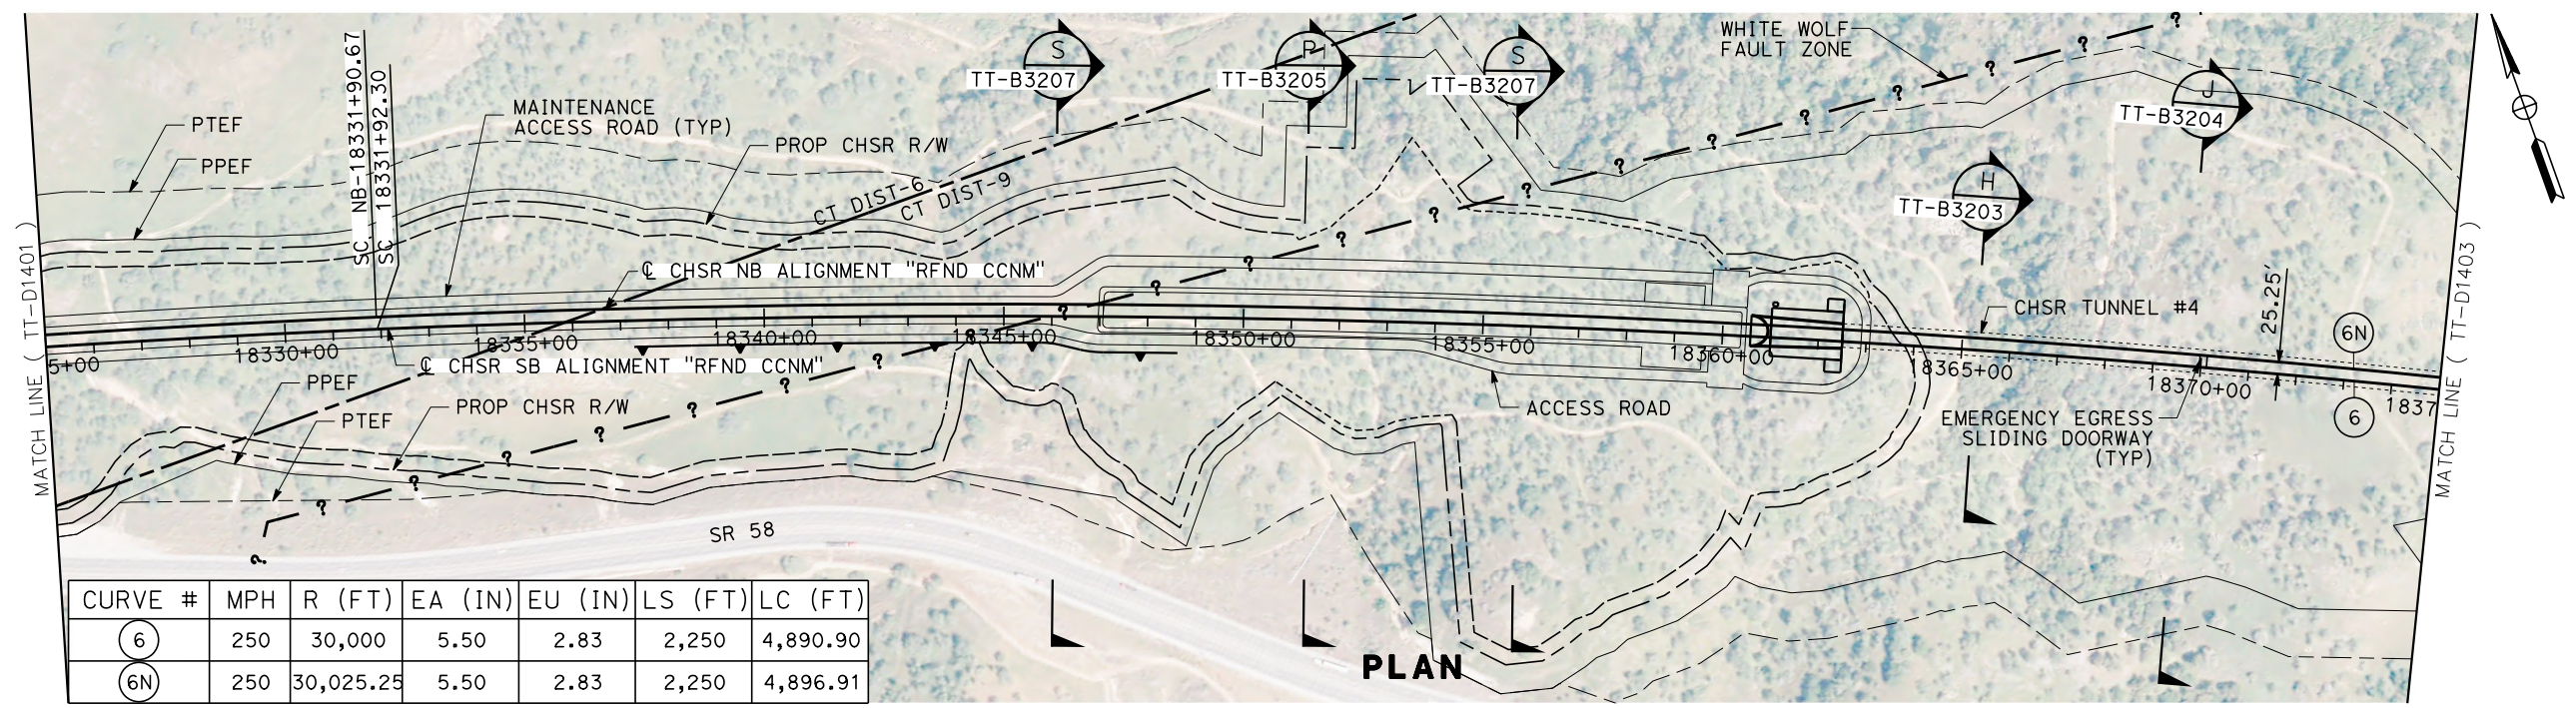 WHITE WOLF
FAULT ZONE
?
?
S
TT-B3207
P
TT-B3205
S
TT-B3207
?
?
J
TT-B3204
?
?
?
?
H
TT-B3203
SC NB-18331+90.67
SC 18331+92.30
MAINTENANCE
ACCESS ROAD (TYP)
PTEF
PPEF
PROP CHSR R/W
CT DIST-6
CT DIST-9
?
?
?
?
?
℄ CHSR NB ALIGNMENT "RFND CCNM"
MATCH LINE ( TT-D1401 )
MATCH LINE ( TT-D1403 )
CHSR TUNNEL #4
25.25'
6N
6
5+00
18330+00
18335+00
18340+00
18345+00
18350+00
18355+00
18360+00
18365+00
18370+00
1837
℄ CHSR SB ALIGNMENT "RFND CCNM"
?
?
?
?
?
?
?
?
PPEF
PTEF
PROP CHSR R/W
ACCESS ROAD
EMERGENCY EGRESS
SLIDING DOORWAY
(TYP)
SR 58
CURVE # MPH R (FT) EA (IN) EU (IN) LS (FT) LC (FT)
6 250 30,000 5.50 2.83 2,250 4,890.90
6N 250 30,025.25 5.50 2.83 2,250 4,896.91
PLAN